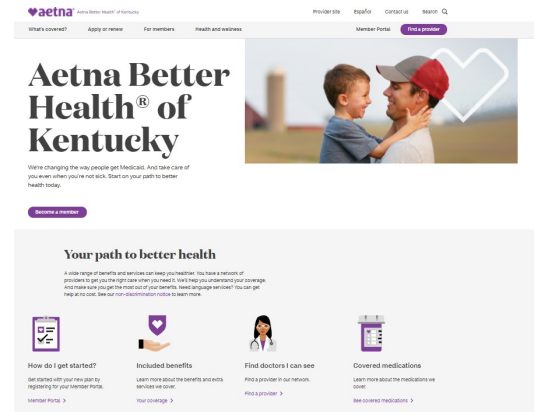 aetna® Aetna Better Health® of Kentucky
Provider site Español Contact us Search
What's covered? Apply or renew For members Health and wellness Member Portal Find a provider
Aetna Better
Health® of
Kentucky
We're changing the way people get Medicaid. And take care of
you even when you're not sick. Start on your path to better
health today.
Become a member
Your path to better health
A wide range of benefits and services can keep you healthier. You have a network of
providers to get you the right care when you need it. We'll help you understand your coverage.
And make sure you get the most out of your benefits. Need language services? You can get
help at no cost. See our non-discrimination notice to learn more.
How do I get started?
Get started with your new plan by
registering for your Member Portal.
Member Portal >
Included benefits
Learn more about the benefits and extra
services we cover.
Your coverage >
Find doctors I can see
Find a provider in our network.
Find a provider >
Covered medications
Learn more about the medications we
cover.
See covered medications >